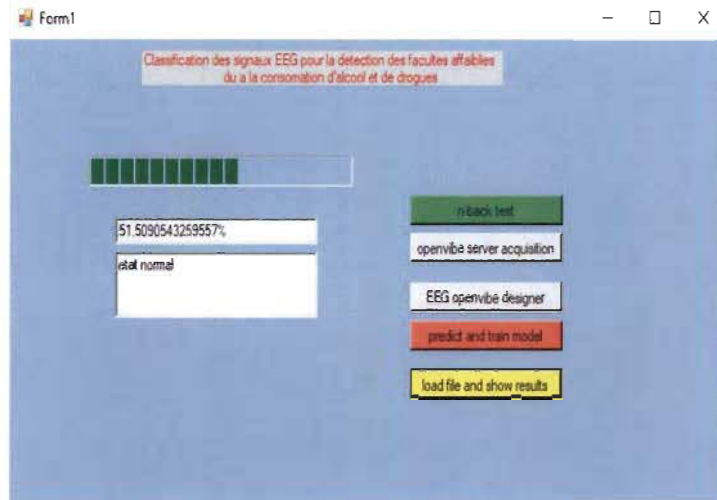 Form1
Classification des signaux EEG pour la detection des facultes affaiblies
du a la consomation d'alcool et de drogues
51.5090543259557%
etat normal
n-back test
openvibe server acquisition
EEG openvibe designer
predict and train model
load file and show results